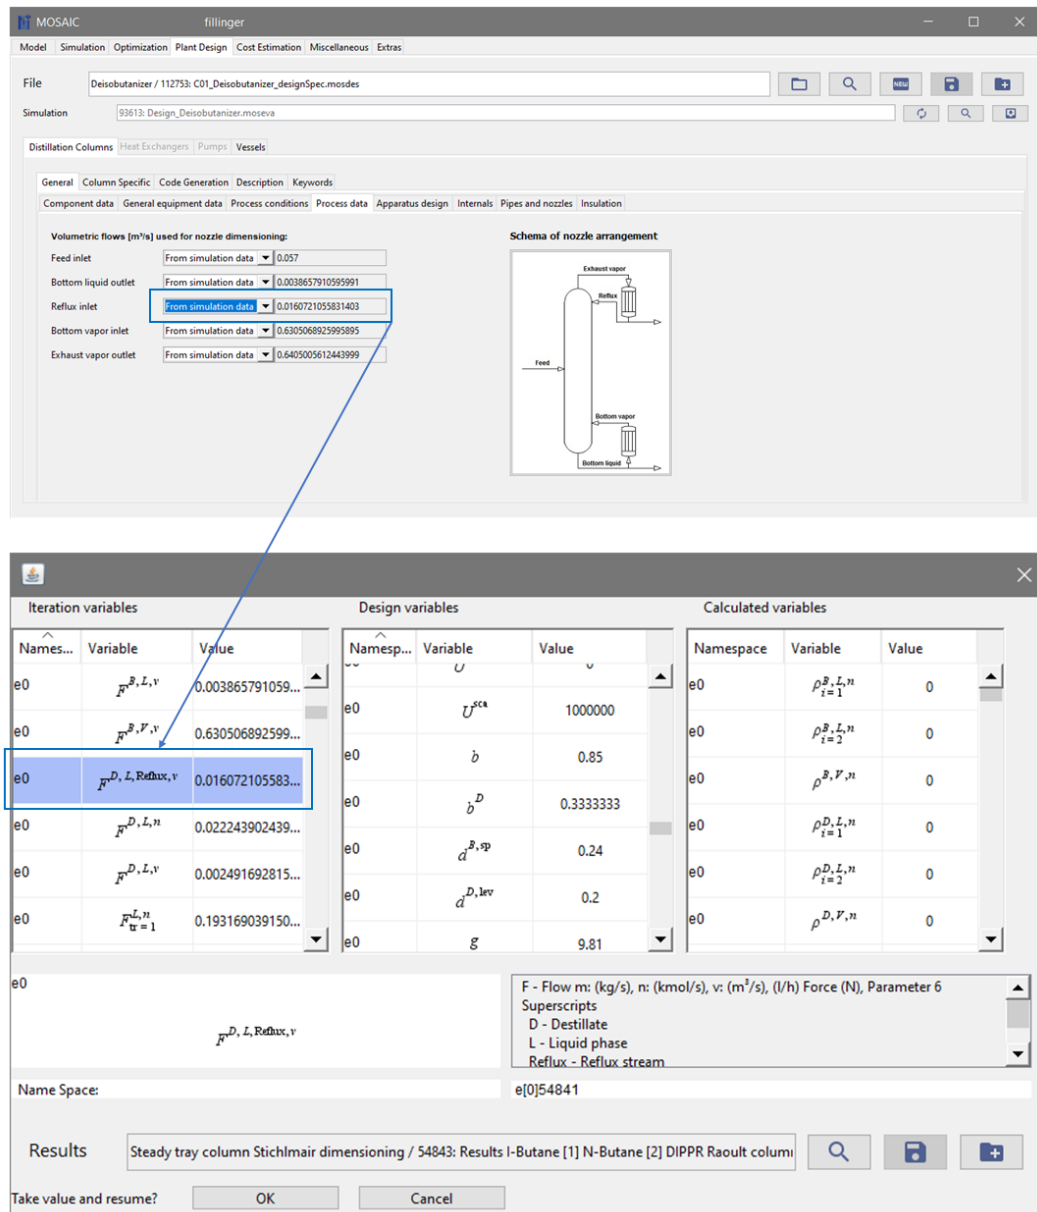 MOSAIC fillinger
Model Simulation Optimization Plant Design Cost Estimation Miscellaneous Extras
File Deisobutanizer / 112753: C01_Deisobutanizer_designSpec.mosdes NEW
Simulation 93613: Design_Deisobutanizer.moseva
Distillation Columns Heat Exchangers Pumps Vessels
General Column Specific Code Generation Description Keywords
Component data General equipment data Process conditions Process data Apparatus design Internals Pipes and nozzles Insulation
Volumetric flows [m³/s] used for nozzle dimensioning:
Feed inlet From simulation data 0.057
Bottom liquid outlet From simulation data 0.0038657910595991
Reflux inlet From simulation data 0.0160721055831403
Bottom vapor inlet From simulation data 0.6305068925995895
Exhaust vapor outlet From simulation data 0.6405005612443999
Schema of nozzle arrangement
Exhaust vapor
Reflux
Feed
Bottom vapor
Bottom liquid
Iteration variables Design variables Calculated variables
Names... Variable Value Namesp... Variable Value Namespace Variable Value
e0 F^B,L,v 0.003865791059...
e0 F^B,V,v 0.630506892599...
e0 F^D,L,Reflux,v 0.016072105583...
e0 F^D,L,n 0.022243902439...
e0 F^D,L,v 0.002491692815...
e0 F^L,n tr=1 0.193169039150...
e0 U^sca 1000000
e0 b 0.85
e0 b^D 0.3333333
e0 d^B,sp 0.24
e0 d^D,lev 0.2
e0 g 9.81
e0 ρ^B,L,n i=1 0
e0 ρ^B,L,n i=2 0
e0 ρ^B,V,n 0
e0 ρ^D,L,n i=1 0
e0 ρ^D,L,n i=2 0
e0 ρ^D,V,n 0
e0
F^D,L,Reflux,v
F - Flow m: (kg/s), n: (kmol/s), v: (m³/s), (l/h) Force (N), Parameter 6
Superscripts
D - Destillate
L - Liquid phase
Reflux - Reflux stream
Name Space: e[0]54841
Results Steady tray column Stichlmair dimensioning / 54843: Results I-Butane [1] N-Butane [2] DIPPR Raoult colum
Take value and resume? OK Cancel